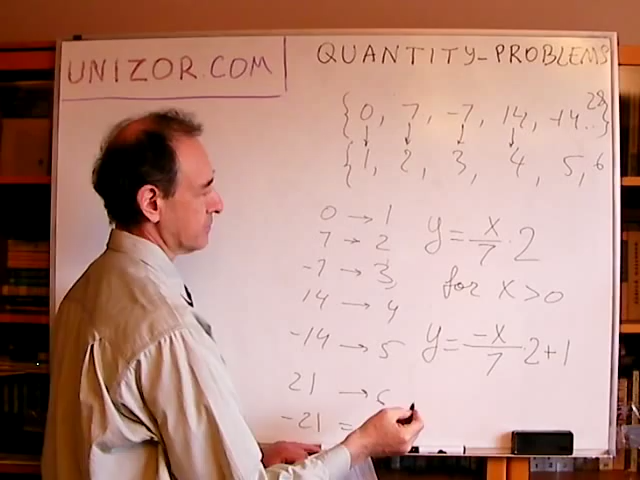 UNIZOR.COM
QUANTITY-PROBLEMS
{0, 7, -7, 14, -14...}
28
{1, 2, 3, 4, 5, 6
0 → 1
7 → 2
-7 → 3,
14 → 4
-14 → 5
21 →
-21 =
y = x/7 · 2
for x > 0
y = -x/7 · 2 + 1